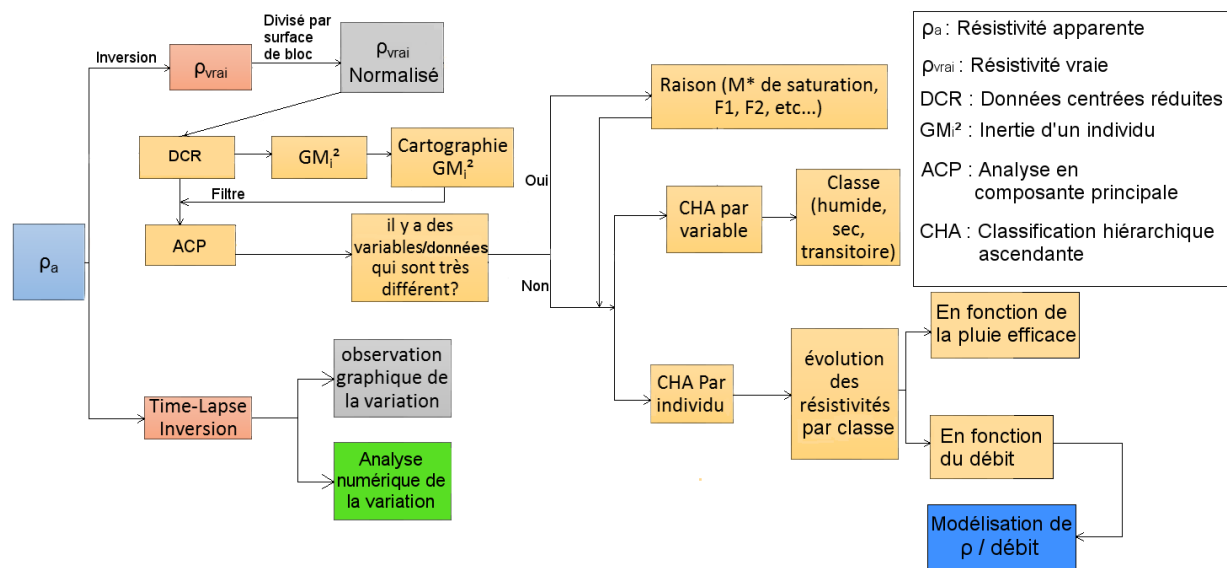 Inversion
ρvrai
Divisé par
surface
de bloc
ρvrai
Normalisé
DCR
GMi²
Cartographie
GMi²
Filtre
ACP
il y a des
variables/données
qui sont très
différent?
Oui
Non
Raison (M* de saturation,
F1, F2, etc...)
CHA par
variable
Classe
(humide,
sec,
transitoire)
CHA Par
individu
évolution
des
résistivités
par classe
En fonction de
la pluie efficace
En fonction
du débit
Modélisation de
ρ / débit
ρa
Time-Lapse
Inversion
observation
graphique de
la variation
Analyse
numérique de
la variation
ρa : Résistivité apparente
ρvrai : Résistivité vraie
DCR : Données centrées réduites
GMi² : Inertie d'un individu
ACP : Analyse en
composante principale
CHA : Classification hiérarchique
ascendante